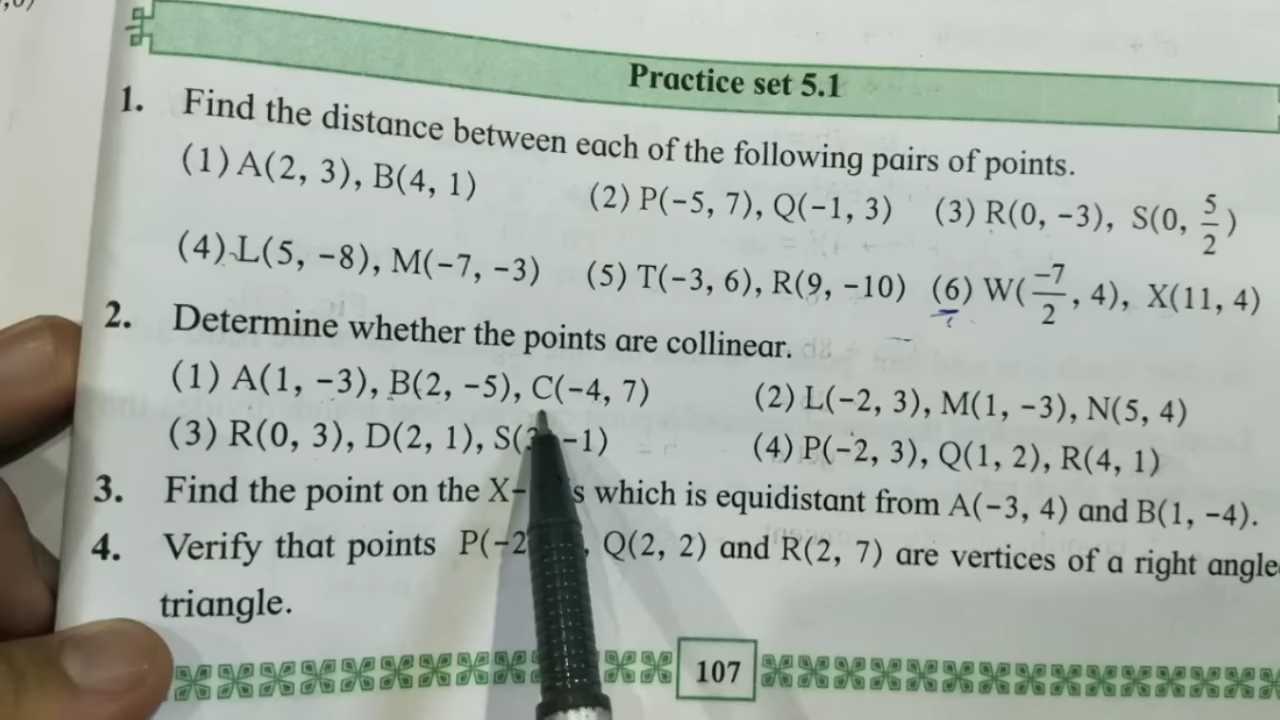 Practice set 5.1
1. Find the distance between each of the following pairs of points.
(1) A(2, 3), B(4, 1) (2) P(−5, 7), Q(−1, 3) (3) R(0, −3), S(0, 5/2)
(4) L(5, −8), M(−7, −3) (5) T(−3, 6), R(9, −10) (6) W(−7/2, 4), X(11, 4)
2. Determine whether the points are collinear.
(1) A(1, −3), B(2, −5), C(−4, 7) (2) L(−2, 3), M(1, −3), N(5, 4)
(3) R(0, 3), D(2, 1), S( −1) (4) P(−2, 3), Q(1, 2), R(4, 1)
3. Find the point on the X- which is equidistant from A(−3, 4) and B(1, −4).
4. Verify that points P(−2 , Q(2, 2) and R(2, 7) are vertices of a right angle
triangle.
107